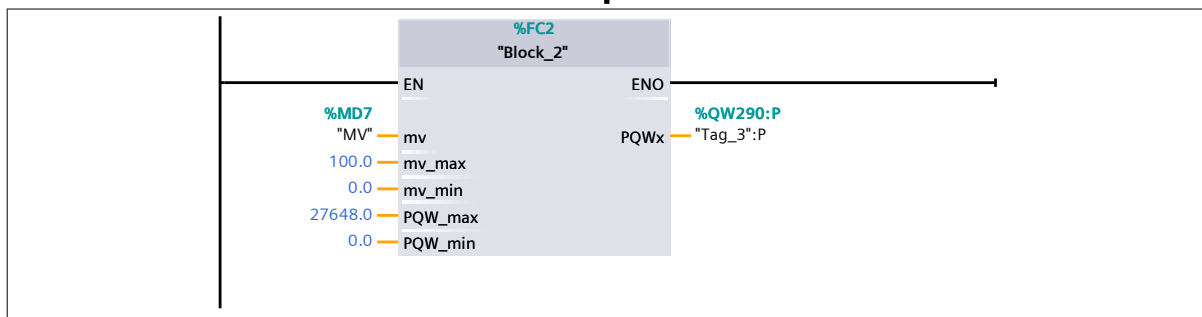 %FC2
"Block_2"
EN ENO
%MD7 %QW290:P
"MV" mv PQWx "Tag_3":P
100.0 mv_max
0.0 mv_min
27648.0 PQW_max
0.0 PQW_min